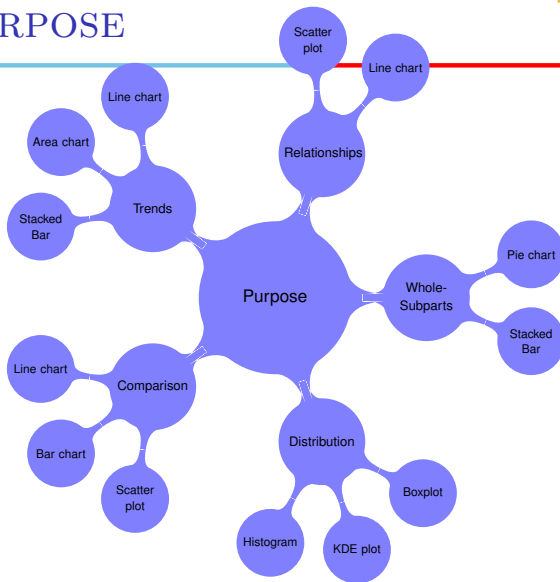 RPOSE
Scatter
plot
Line chart
Relationships
Line chart
Area chart
Stacked
Bar
Trends
Purpose
Whole-
Subparts
Pie chart
Stacked
Bar
Line chart
Bar chart
Scatter
plot
Comparison
Distribution
Histogram
KDE plot
Boxplot